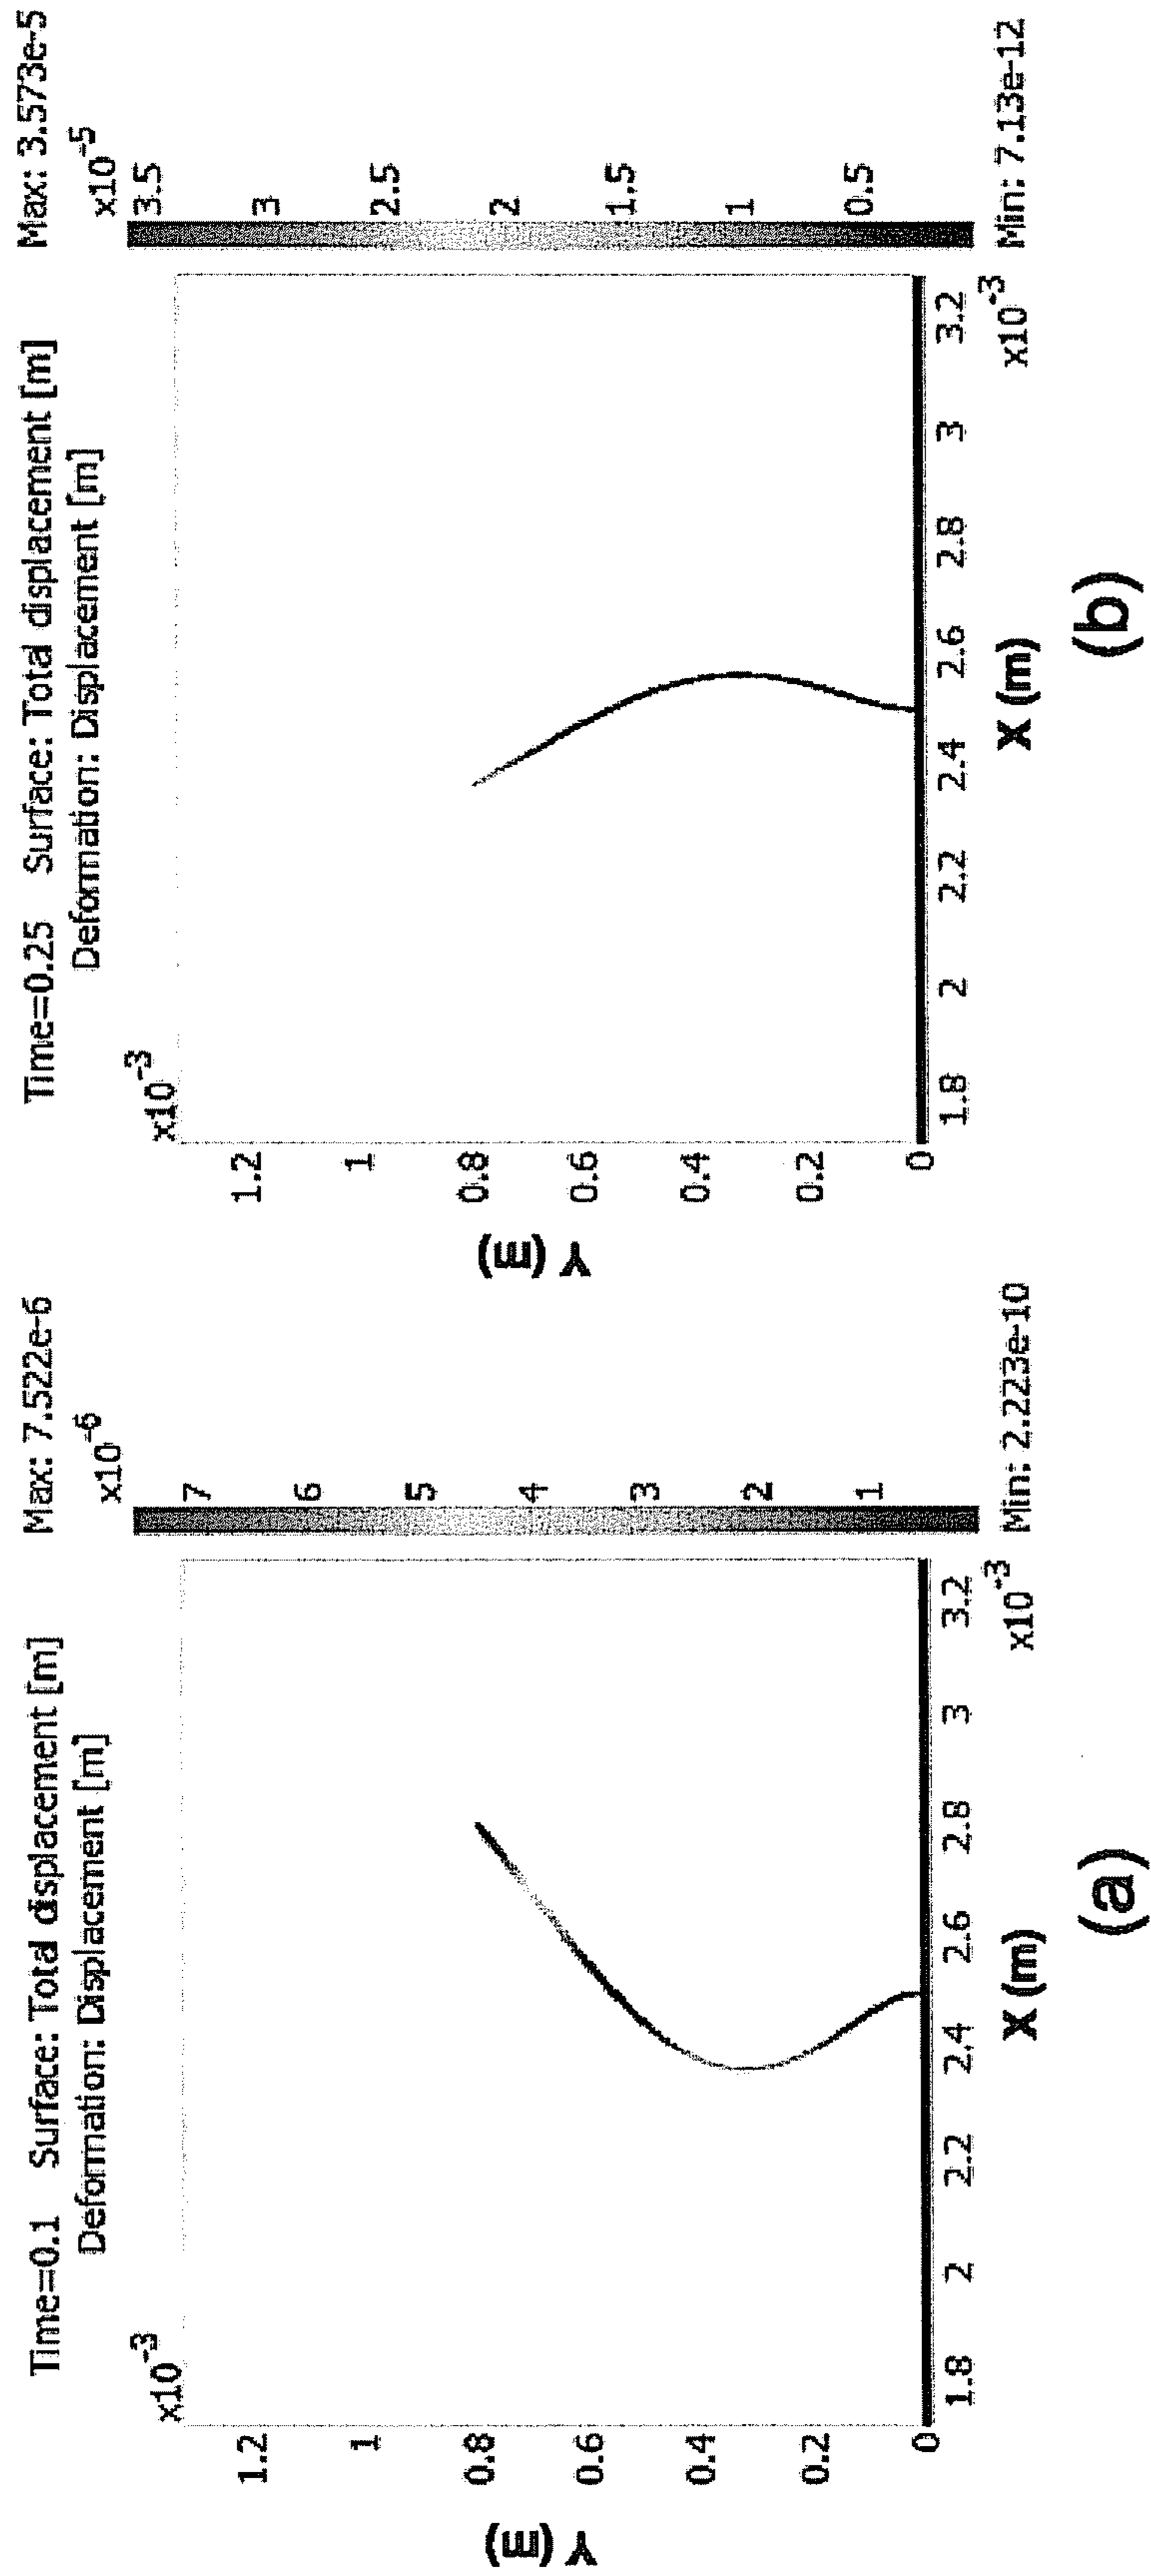 Time=0.1 Surface: Total displacement [m] Max: 7.522e-6
Deformation: Displacement [m]
x10⁻³
x10⁻⁶
1.2
1
0.8
0.6
0.4
0.2
0
Y (m)
7
6
5
4
3
2
1
1.8 2 2.2 2.4 2.6 2.8 3 3.2
x10⁻³
X (m)
Min: 2.223e-10
(a)
Time=0.25 Surface: Total displacement [m] Max: 3.573e-5
Deformation: Displacement [m]
x10⁻³
x10⁻⁵
1.2
1
0.8
0.6
0.4
0.2
0
Y (m)
3.5
3
2.5
2
1.5
1
0.5
1.8 2 2.2 2.4 2.6 2.8 3 3.2
x10⁻³
X (m)
Min: 7.13e-12
(b)